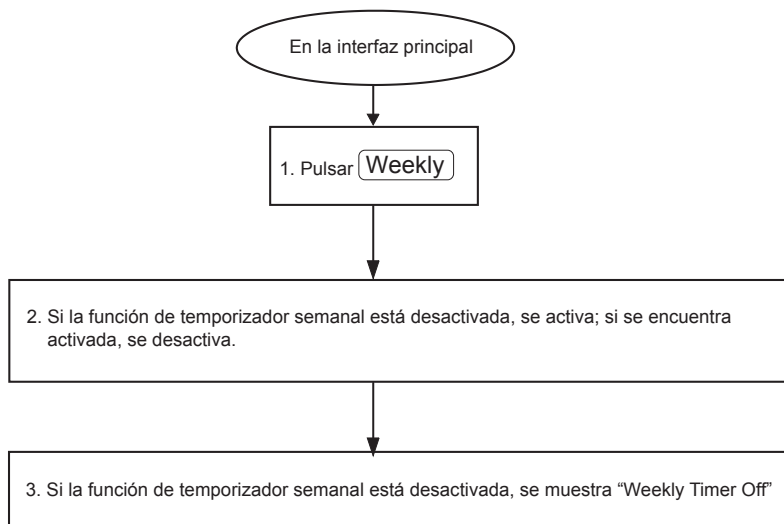 En la interfaz principal
1. Pulsar Weekly
2. Si la función de temporizador semanal está desactivada, se activa; si se encuentra
activada, se desactiva.
3. Si la función de temporizador semanal está desactivada, se muestra “Weekly Timer Off”